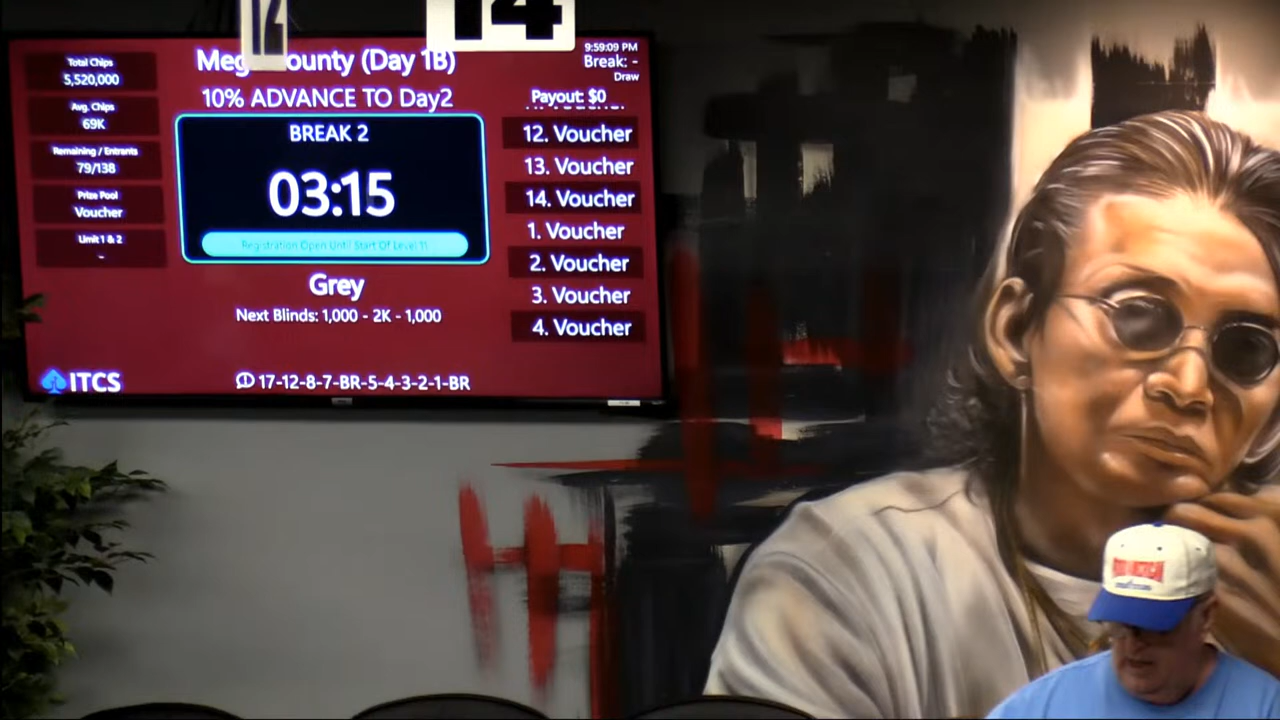 12
14
Total Chips
5,520,000
Avg. Chips
69K
Remaining / Entrants
79/138
Prize Pool
Voucher
Limit 1 & 2
-
ounty (Day 1B)
10% ADVANCE TO Day2
BREAK 2
03:15
Registration Open Until Start Of Level 11
Grey
Next Blinds: 1,000 - 2K - 1,000
17-12-8-7-BR-5-4-3-2-1-BR
ITCS
9:59:09 PM
Break: -
Draw
Payout: $0
12. Voucher
13. Voucher
14. Voucher
1. Voucher
2. Voucher
3. Voucher
4. Voucher